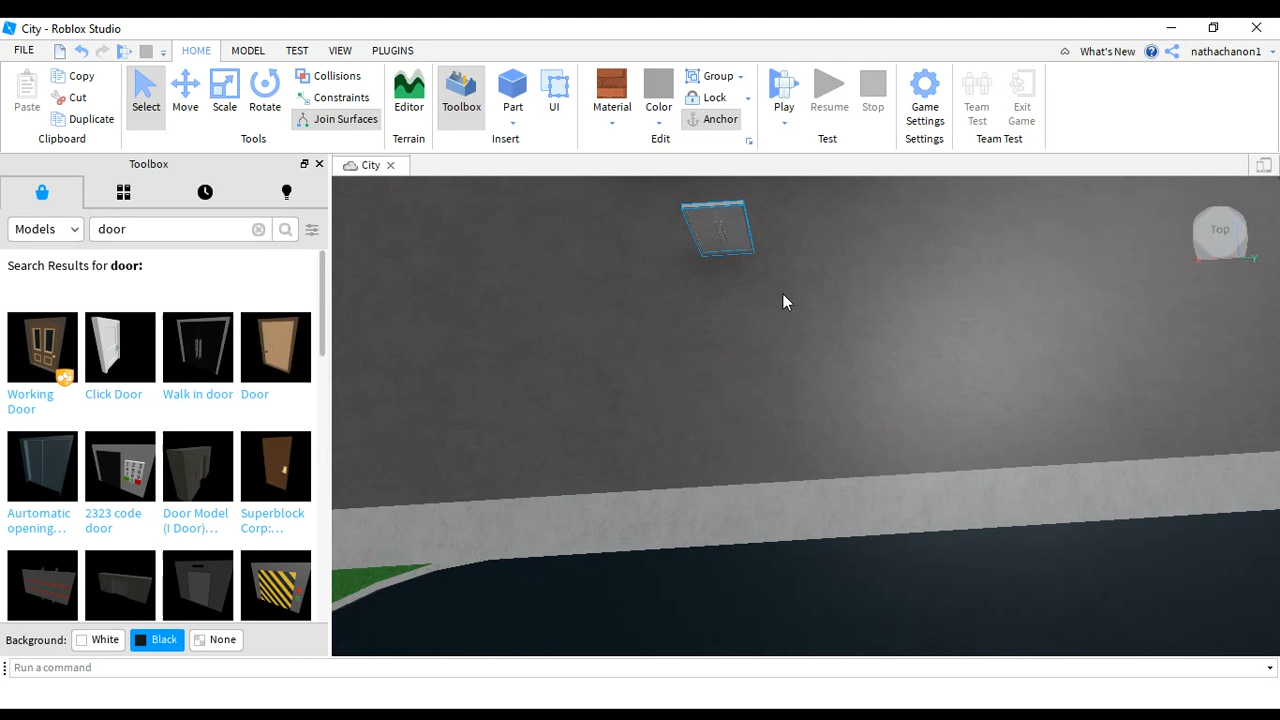 City - Roblox Studio
FILE HOME MODEL TEST VIEW PLUGINS What's New nathachanon1
Paste Copy Cut Duplicate Clipboard
Select Move Scale Rotate Collisions Constraints Join Surfaces Tools
Editor Terrain
Toolbox Part UI Insert
Material Color Group Lock Anchor Edit
Play Resume Stop Test
Game Settings Settings
Team Test Exit Game Team Test
Toolbox
City
Models door
Search Results for door:
Working Door
Click Door
Walk in door
Door
Aurtomatic opening...
2323 code door
Door Model (I Door)...
Superblock Corp:...
Background: White Black None
Top
Y
Run a command